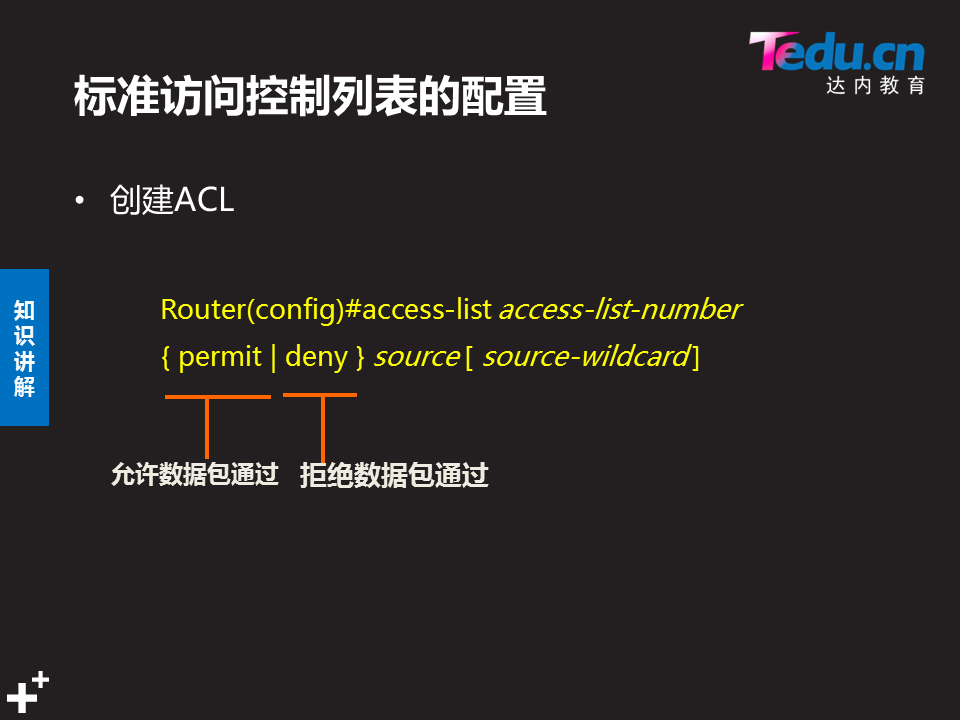 Tedu.cn
达内教育
标准访问控制列表的配置
• 创建ACL
知识讲解
Router(config)#access-list access-list-number
{ permit | deny } source [ source-wildcard ]
允许数据包通过 拒绝数据包通过